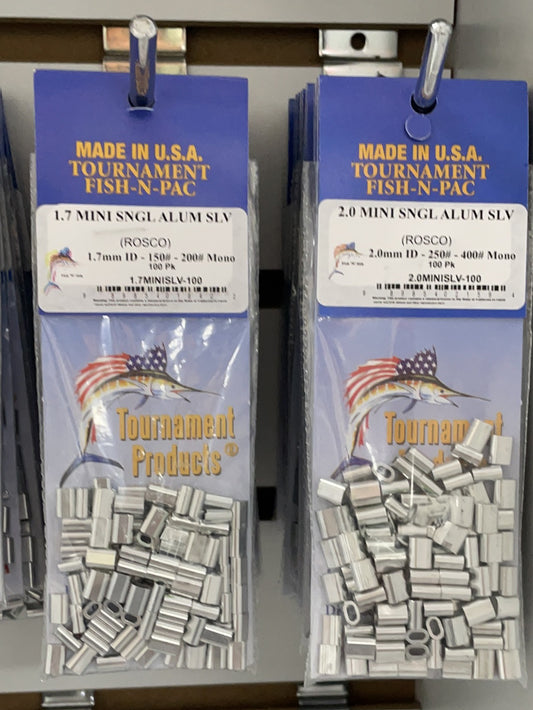 MADE IN U.S.A.
TOURNAMENT
FISH-N-PAC
1.7 MINI SNGL ALUM SLV
(ROSCO)
1.7mm ID - 150# - 200# Mono
100 Pk
1.7MINISLV-100
Tournament
Products®
MADE IN U.S.A.
TOURNAMENT
FISH-N-PAC
2.0 MINI SNGL ALUM SLV
(ROSCO)
2.0mm ID - 250# - 400# Mono
100 Pk
2.0MINISLV-100